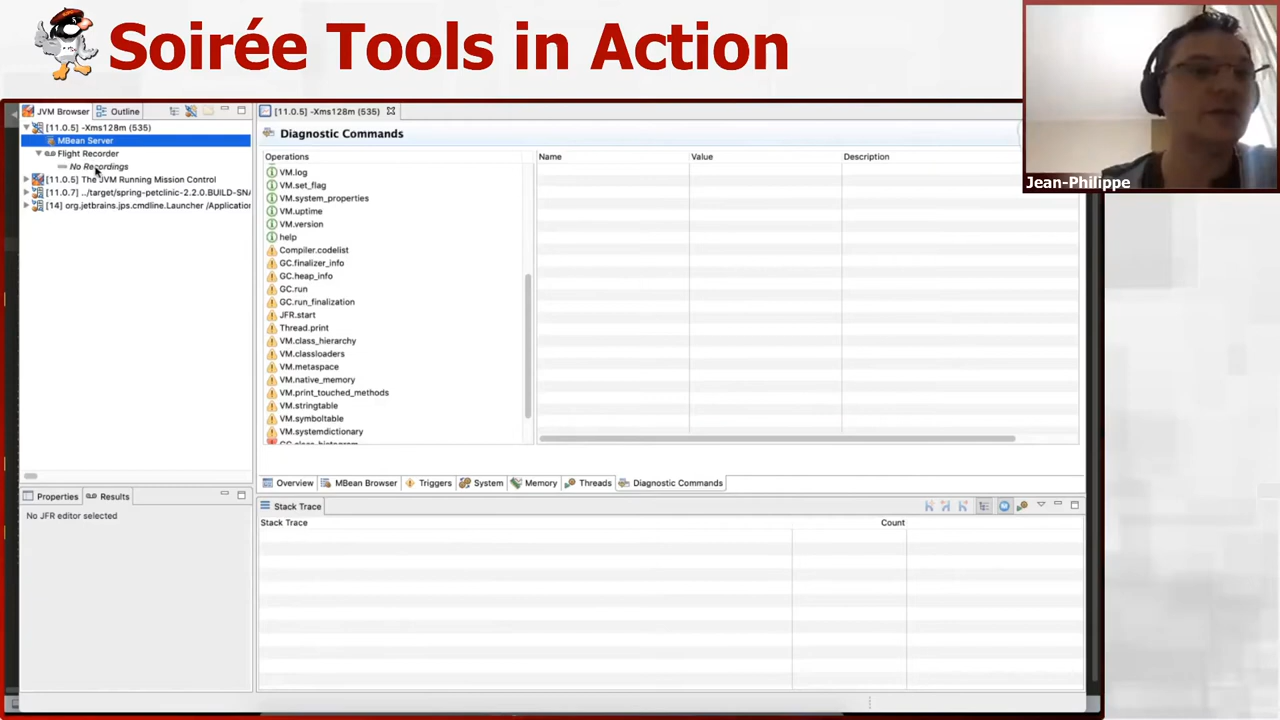 Soirée Tools in Action
Jean-Philippe
JVM Browser
Outline
[11.0.5] -Xms128m (535)
MBean Server
Flight Recorder
No Recordings
[11.0.5] The JVM Running Mission Control
[11.0.7] ../target/spring-petclinic-2.2.0.BUILD-SNA
[14] org.jetbrains.jps.cmdline.Launcher /Application
[11.0.5] -Xms128m (535)
Diagnostic Commands
Operations
Name
Value
Description
VM.log
VM.set_flag
VM.system_properties
VM.uptime
VM.version
help
Compiler.codelist
GC.finalizer_info
GC.heap_info
GC.run
GC.run_finalization
JFR.start
Thread.print
VM.class_hierarchy
VM.classloaders
VM.metaspace
VM.native_memory
VM.print_touched_methods
VM.stringtable
VM.symboltable
VM.systemdictionary
GC.class_histogram
Overview
MBean Browser
Triggers
System
Memory
Threads
Diagnostic Commands
Properties
Results
No JFR editor selected
Stack Trace
Stack Trace
Count